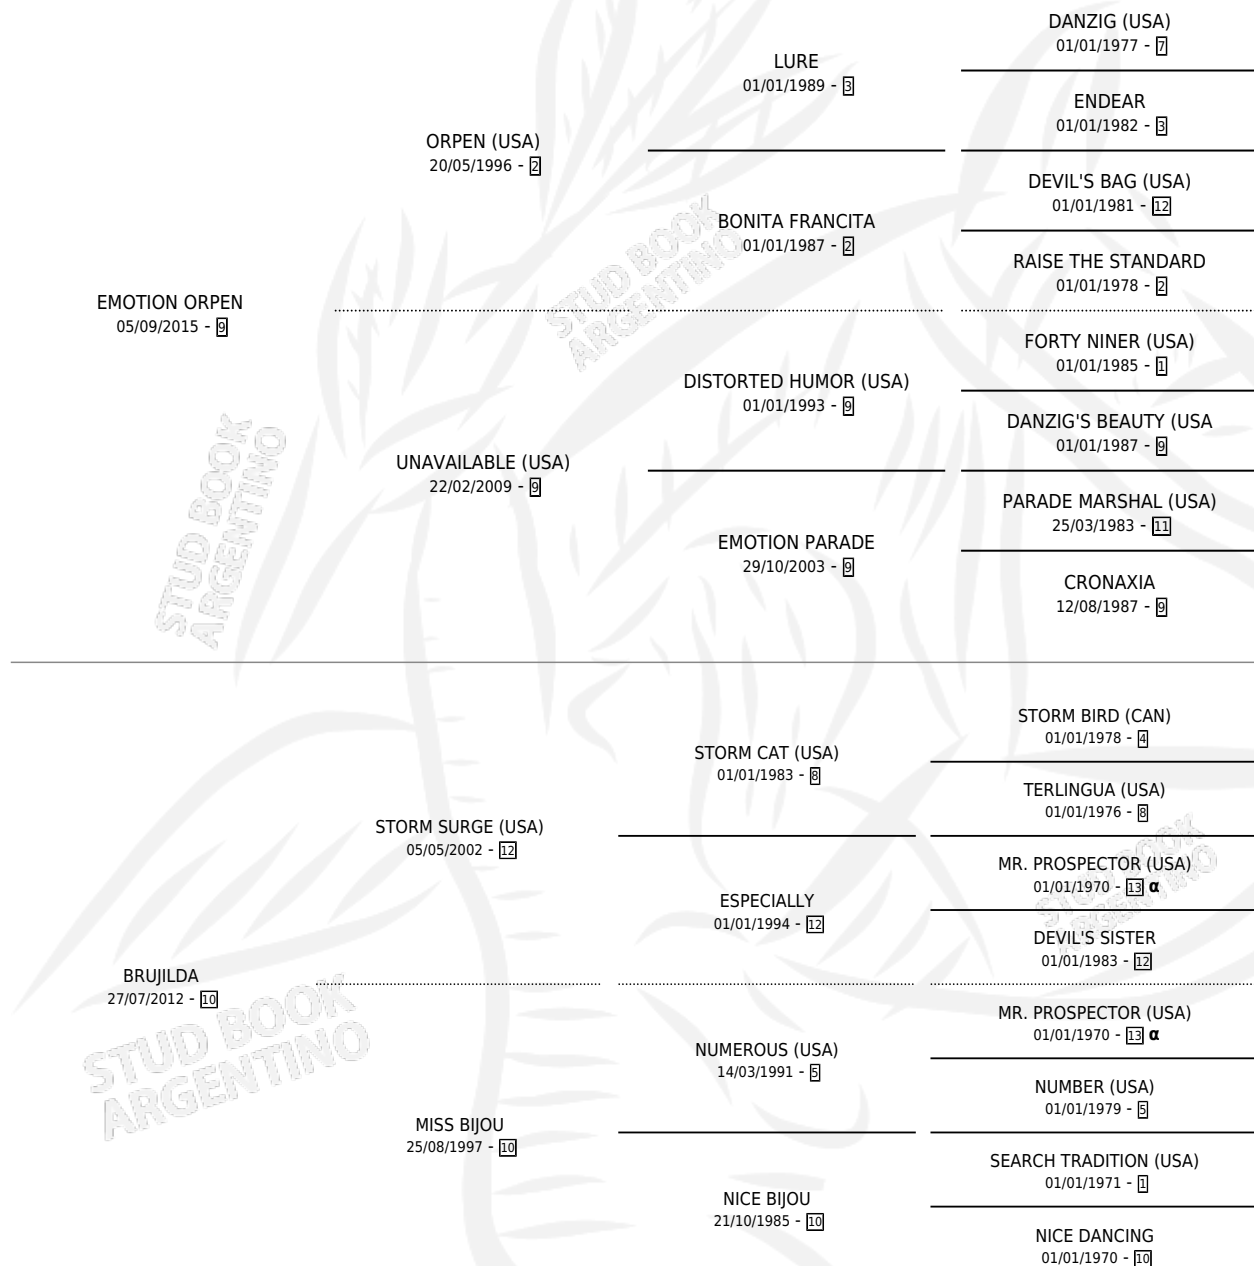 DANZIG (USA)
01/01/1977 - 7
LURE
01/01/1989 - 3
ENDEAR
01/01/1982 - 3
ORPEN (USA)
20/05/1996 - 2
DEVIL'S BAG (USA)
01/01/1981 - 12
BONITA FRANCITA
01/01/1987 - 2
RAISE THE STANDARD
01/01/1978 - 2
EMOTION ORPEN
05/09/2015 - 9
FORTY NINER (USA)
01/01/1985 - 1
DISTORTED HUMOR (USA)
01/01/1993 - 9
DANZIG'S BEAUTY (USA
01/01/1987 - 9
UNAVAILABLE (USA)
22/02/2009 - 9
PARADE MARSHAL (USA)
25/03/1983 - 11
EMOTION PARADE
29/10/2003 - 9
CRONAXIA
12/08/1987 - 9
STORM BIRD (CAN)
01/01/1978 - 4
STORM CAT (USA)
01/01/1983 - 8
TERLINGUA (USA)
01/01/1976 - 8
STORM SURGE (USA)
05/05/2002 - 12
MR. PROSPECTOR (USA)
01/01/1970 - 13 α
ESPECIALLY
01/01/1994 - 12
DEVIL'S SISTER
01/01/1983 - 12
BRUJILDA
27/07/2012 - 10
MR. PROSPECTOR (USA)
01/01/1970 - 13 α
NUMEROUS (USA)
14/03/1991 - 5
NUMBER (USA)
01/01/1979 - 5
MISS BIJOU
25/08/1997 - 10
SEARCH TRADITION (USA)
01/01/1971 - 1
NICE BIJOU
21/10/1985 - 10
NICE DANCING
01/01/1970 - 10
STUD BOOK
ARGENTINO
STUD BOOK
ARGENTINO
STUD BOOK
ARGENTINO
STUD BOOK
ARGENTINO